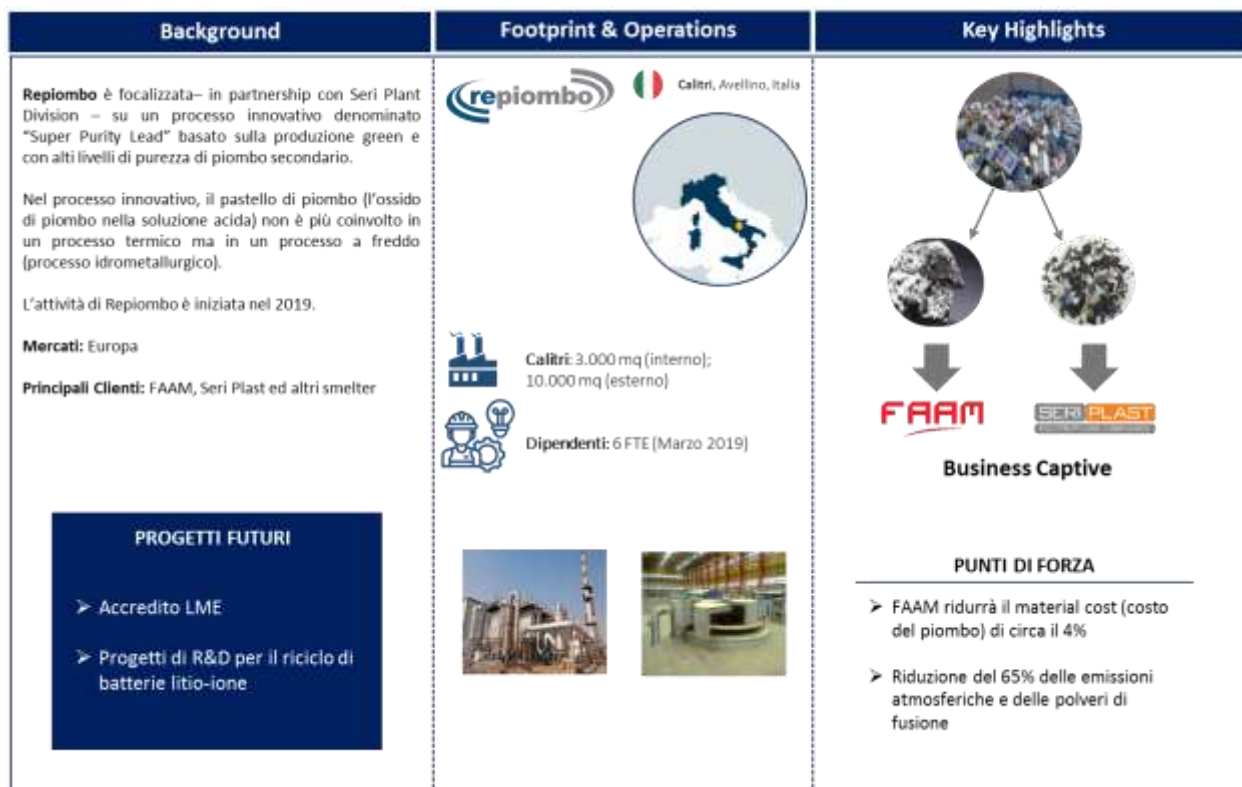 Background
Repiombo è focalizzata– in partnership con Seri Plant
Division – su un processo innovativo denominato
“Super Purity Lead” basato sulla produzione green e
con alti livelli di purezza di piombo secondario.
Nel processo innovativo, il pastello di piombo (l’ossido
di piombo nella soluzione acida) non è più coinvolto in
un processo termico ma in un processo a freddo
(processo idrometallurgico).
L’attività di Repiombo è iniziata nel 2019.
Mercati: Europa
Principali Clienti: FAAM, Seri Plast ed altri smelter
PROGETTI FUTURI
➢ Accredito LME
➢ Progetti di R&D per il riciclo di
batterie litio-ione
Footprint & Operations
repiombo
Calitri, Avellino, Italia
Calitri: 3.000 mq (interno);
10.000 mq (esterno)
Dipendenti: 6 FTE (Marzo 2019)
Key Highlights
FAAM
SERI PLAST
Business Captive
PUNTI DI FORZA
➢ FAAM ridurrà il material cost (costo
del piombo) di circa il 4%
➢ Riduzione del 65% delle emissioni
atmosferiche e delle polveri di
fusione